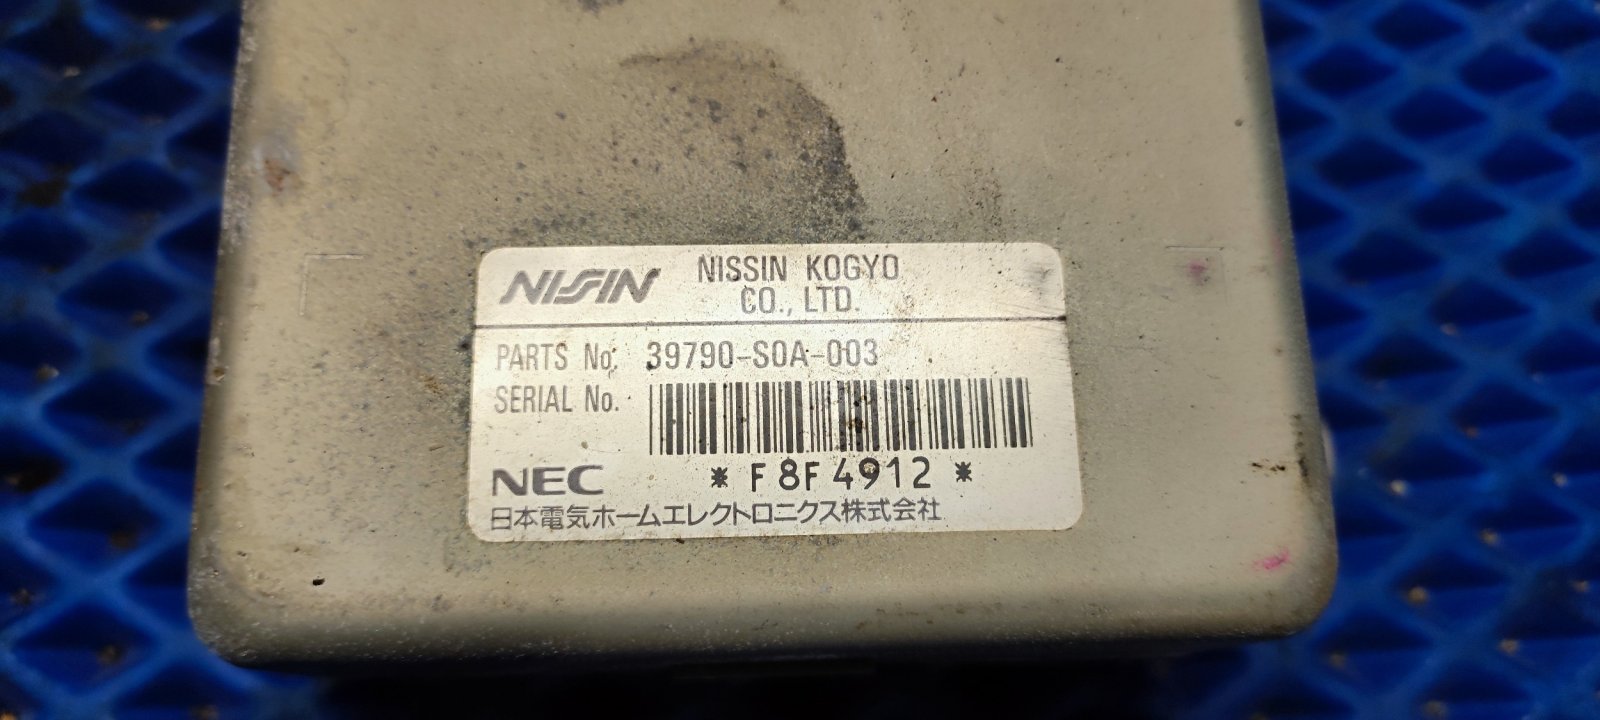 NISSIN NISSIN KOGYO
CO., LTD.
PARTS No. 39790-S0A-003
SERIAL No.
* F8F4912 *
NEC
日本電気ホームエレクトロニクス株式会社